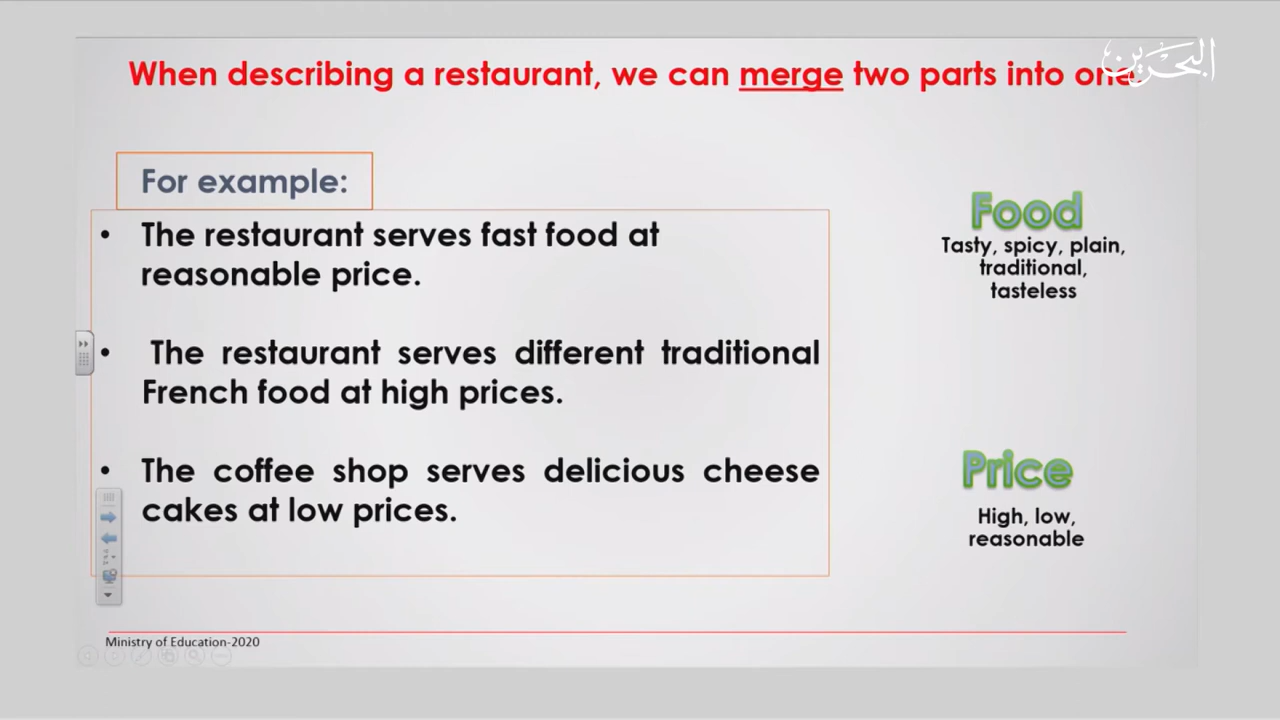 When describing a restaurant, we can merge two parts into one
البحرين
For example:
• The restaurant serves fast food at
reasonable price.
• The restaurant serves different traditional
French food at high prices.
• The coffee shop serves delicious cheese
cakes at low prices.
Food
Tasty, spicy, plain,
traditional,
tasteless
Price
High, low,
reasonable
Ministry of Education-2020